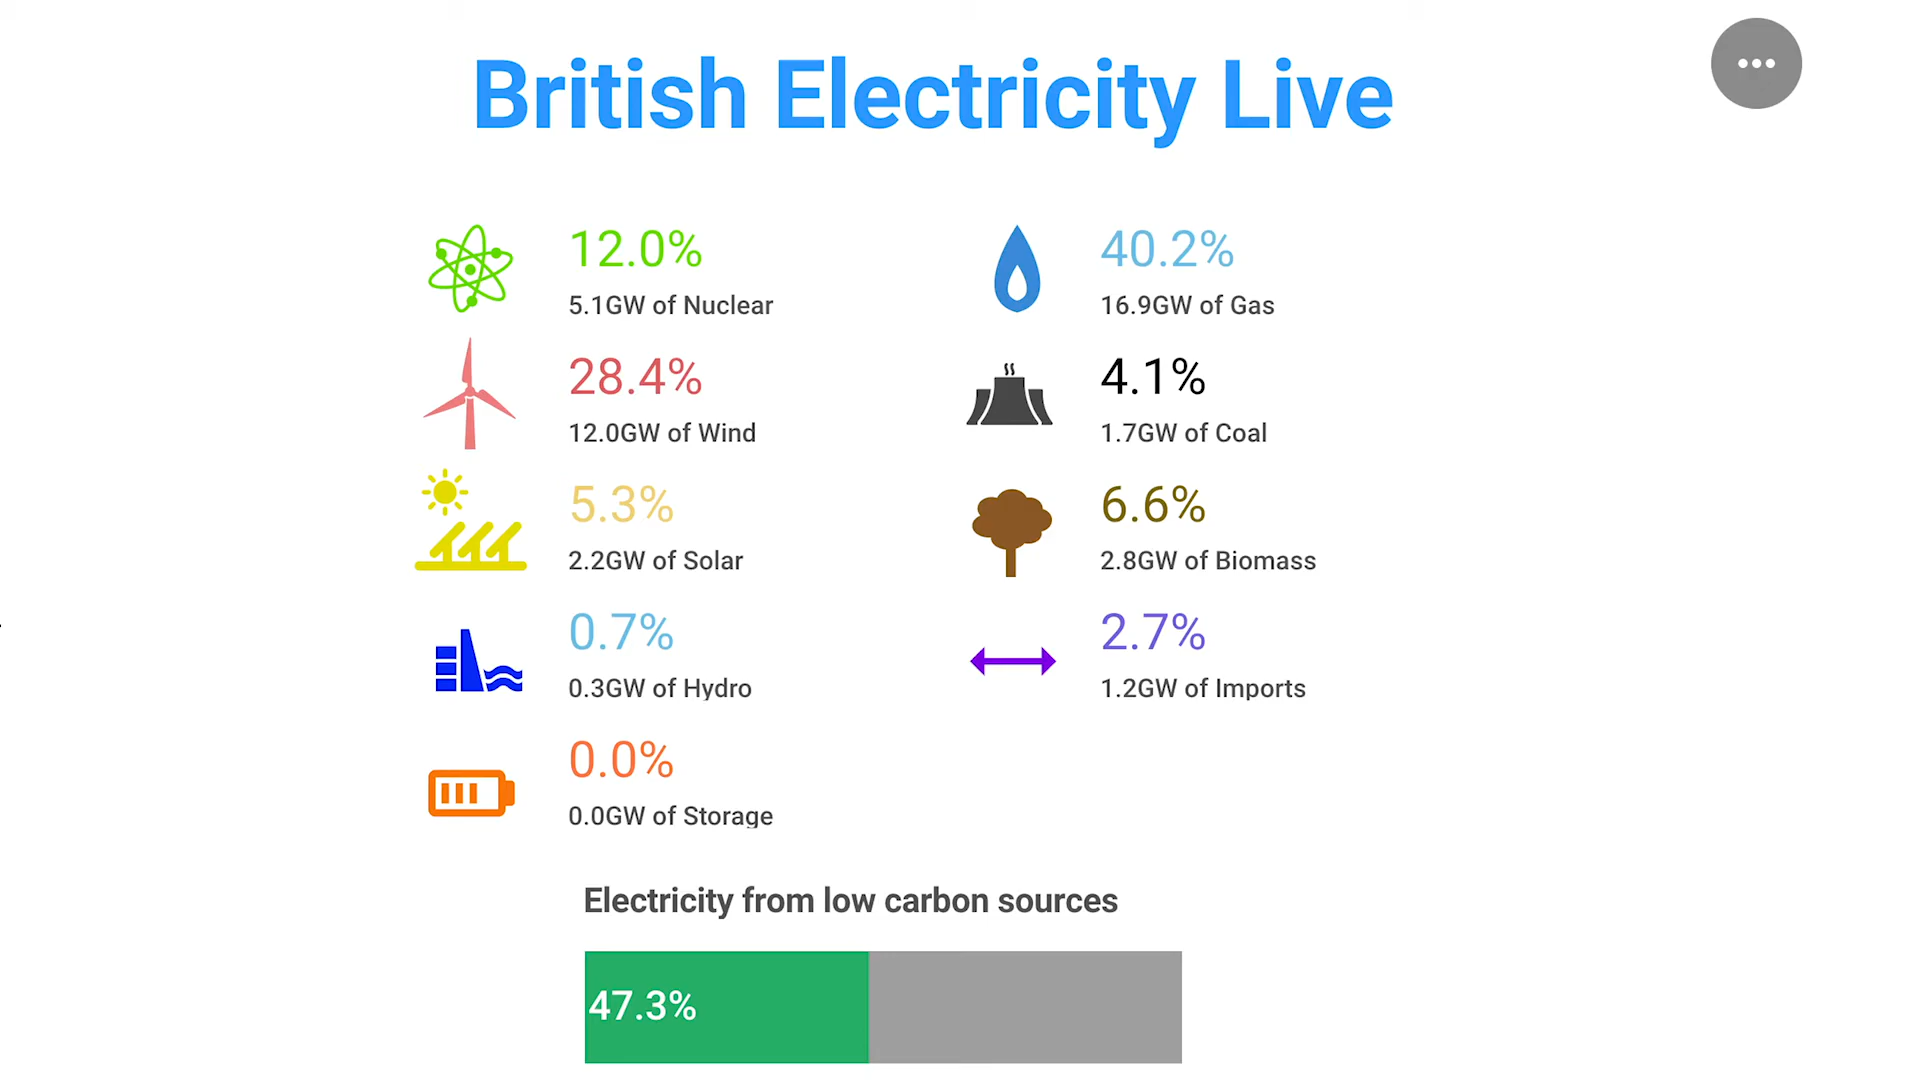 British Electricity Live
12.0%
5.1GW of Nuclear
40.2%
16.9GW of Gas
28.4%
12.0GW of Wind
4.1%
1.7GW of Coal
5.3%
2.2GW of Solar
6.6%
2.8GW of Biomass
0.7%
0.3GW of Hydro
2.7%
1.2GW of Imports
0.0%
0.0GW of Storage
Electricity from low carbon sources
47.3%